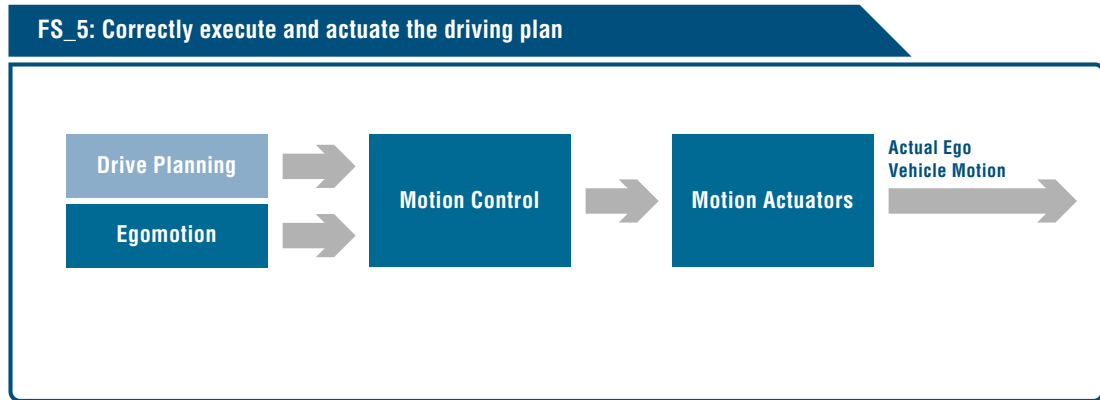 FS_5: Correctly execute and actuate the driving plan
Drive Planning
Egomotion
Motion Control
Motion Actuators
Actual Ego
Vehicle Motion